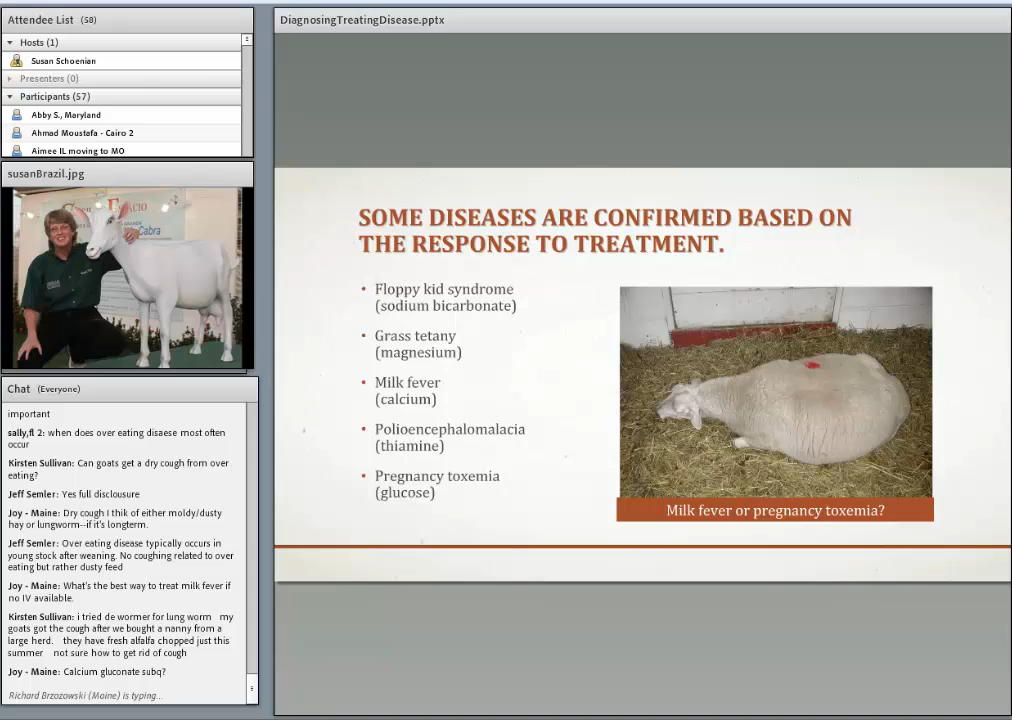 Attendee List (58)
Hosts (1)
Susan Schoenian
Presenters (0)
Participants (57)
Abby S., Maryland
Ahmad Moustafa - Cairo 2
Aimee IL moving to MO
susanBrazil.jpg
Espacio
Cabra
Chat (Everyone)
important
sally,fl 2: when does over eating disaese most often
occur
Kirsten Sullivan: Can goats get a dry cough from over
eating?
Jeff Semler: Yes full disclousure
Joy - Maine: Dry cough I thik of either moldy/dusty
hay or lungworm--if it's longterm.
Jeff Semler: Over eating disease typically occurs in
young stock after weaning. No coughing related to over
eating but rather dusty feed
Joy - Maine: What's the best way to treat milk fever if
no IV available.
Kirsten Sullivan: i tried de wormer for lung worm my
goats got the cough after we bought a nanny from a
large herd. they have fresh alfalfa chopped just this
summer not sure how to get rid of cough
Joy - Maine: Calcium gluconate subq?
Richard Brzozowski (Maine) is typing...
DiagnosingTreatingDisease.pptx
SOME DISEASES ARE CONFIRMED BASED ON
THE RESPONSE TO TREATMENT.
• Floppy kid syndrome
(sodium bicarbonate)
• Grass tetany
(magnesium)
• Milk fever
(calcium)
• Polioencephalomalacia
(thiamine)
• Pregnancy toxemia
(glucose)
Milk fever or pregnancy toxemia?